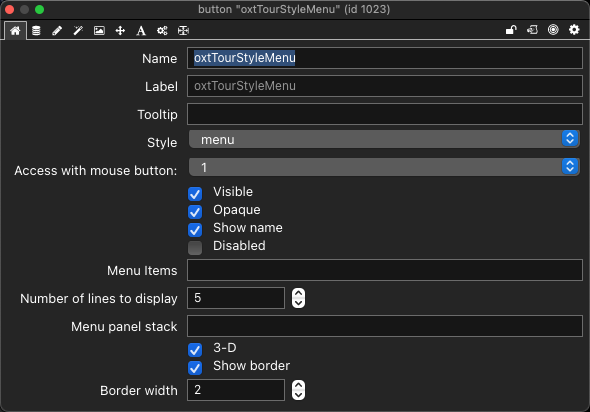 button "oxtTourStyleMenu" (id 1023)
A
Name oxtTourStyleMenu
Label oxtTourStyleMenu
Tooltip
Style menu
Access with mouse button: 1
Visible
Opaque
Show name
Disabled
Menu Items
Number of lines to display 5
Menu panel stack
3-D
Show border
Border width 2